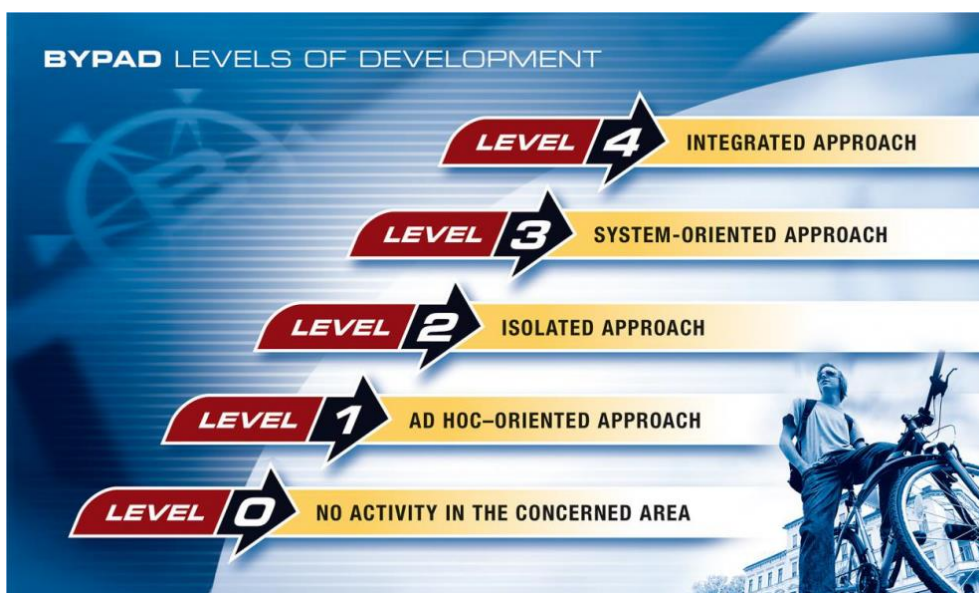 BYPAD LEVELS OF DEVELOPMENT
LEVEL 4 INTEGRATED APPROACH
LEVEL 3 SYSTEM-ORIENTED APPROACH
LEVEL 2 ISOLATED APPROACH
LEVEL 1 AD HOC–ORIENTED APPROACH
LEVEL 0 NO ACTIVITY IN THE CONCERNED AREA